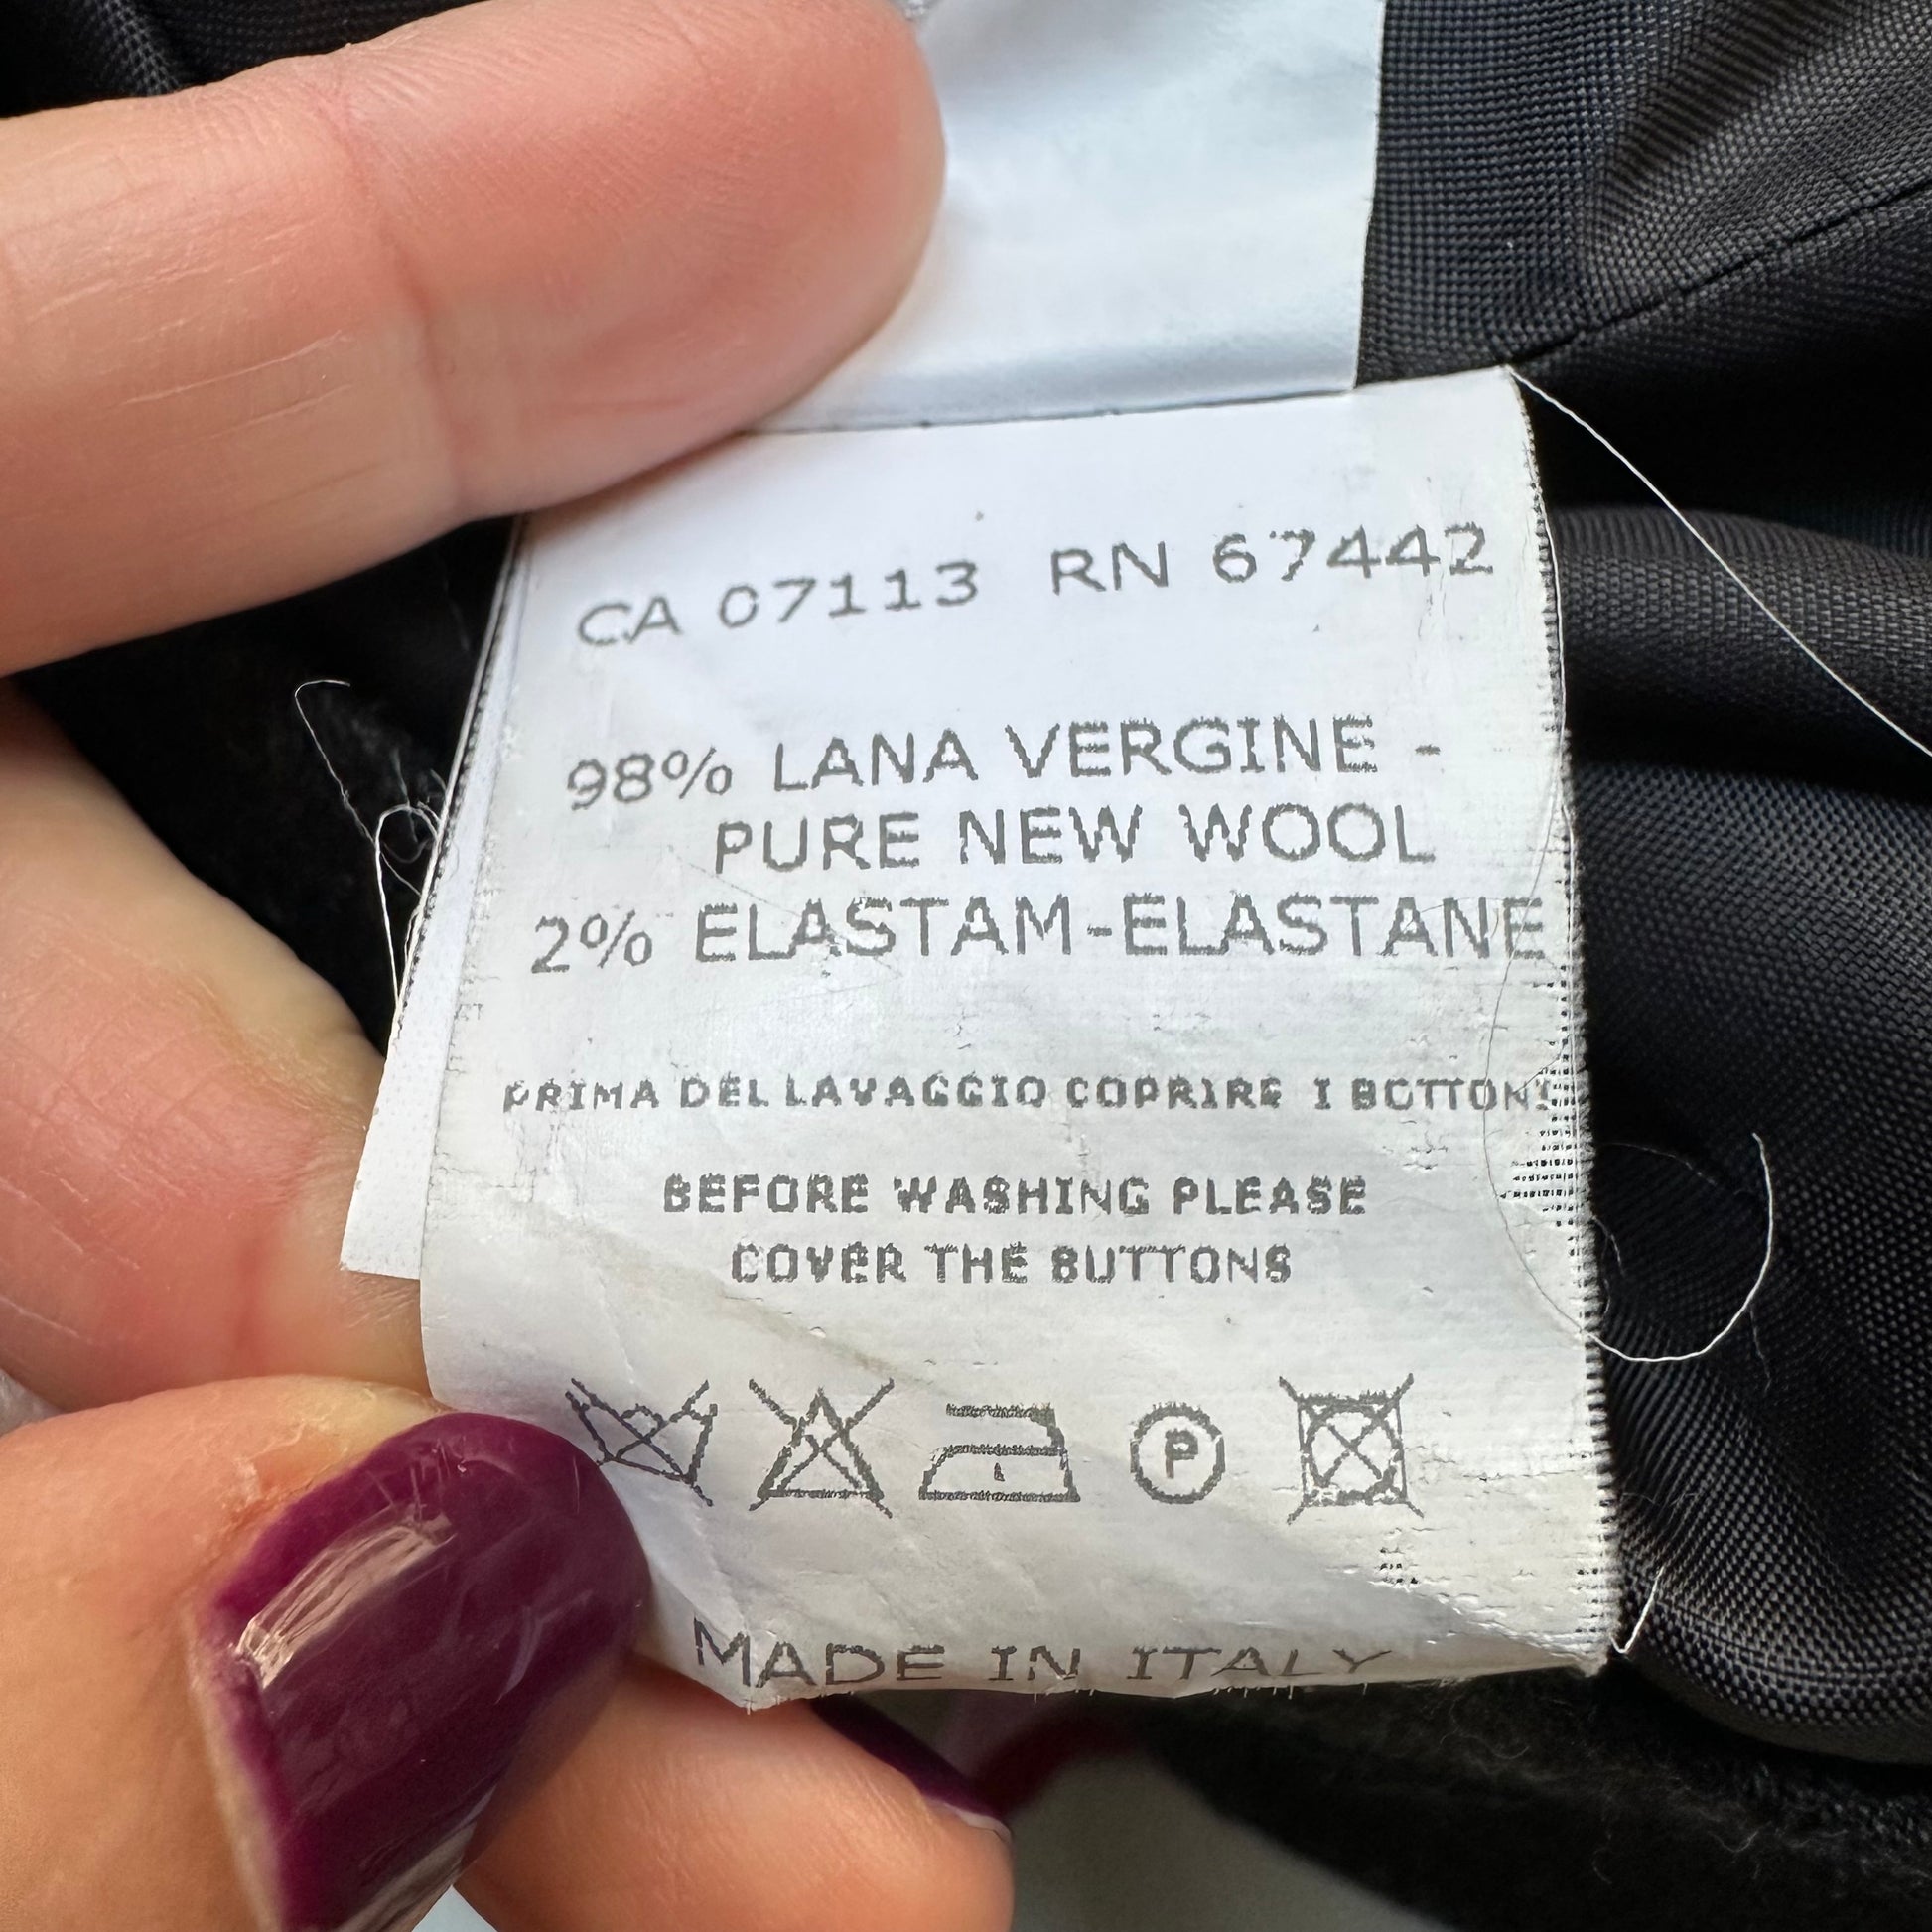 CA 07113 RN 67442
98% LANA VERGINE -
PURE NEW WOOL
2% ELASTAM-ELASTANE
PRIMA DEL LAVAGGIO COPRIRE I BOTTONI
BEFORE WASHING PLEASE
COVER THE BUTTONS
P
MADE IN ITALY